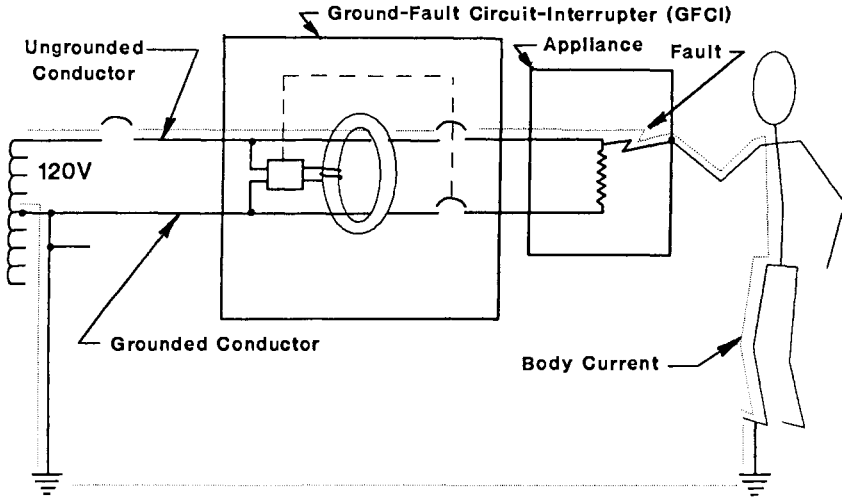 Ground-Fault Circuit-Interrupter (GFCI)
Ungrounded
Conductor
Appliance
Fault
120V
Grounded Conductor
Body Current